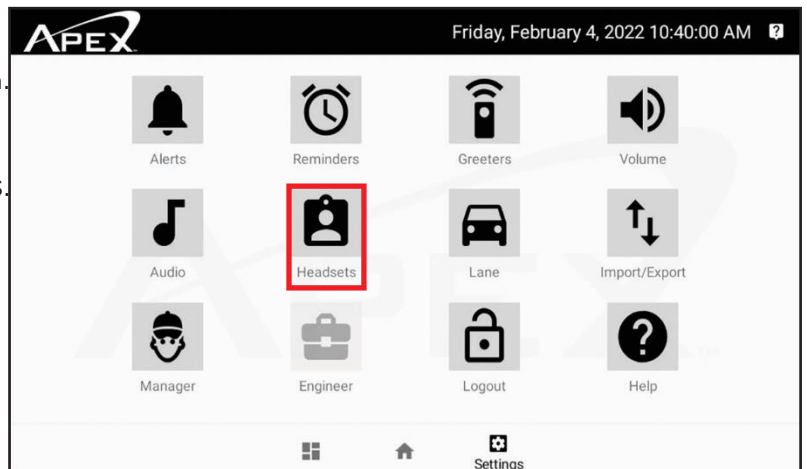 APEX
Friday, February 4, 2022 10:40:00 AM ?
Alerts Reminders Greeters Volume
Audio Headsets Lane Import/Export
Manager Engineer Logout Help
Settings